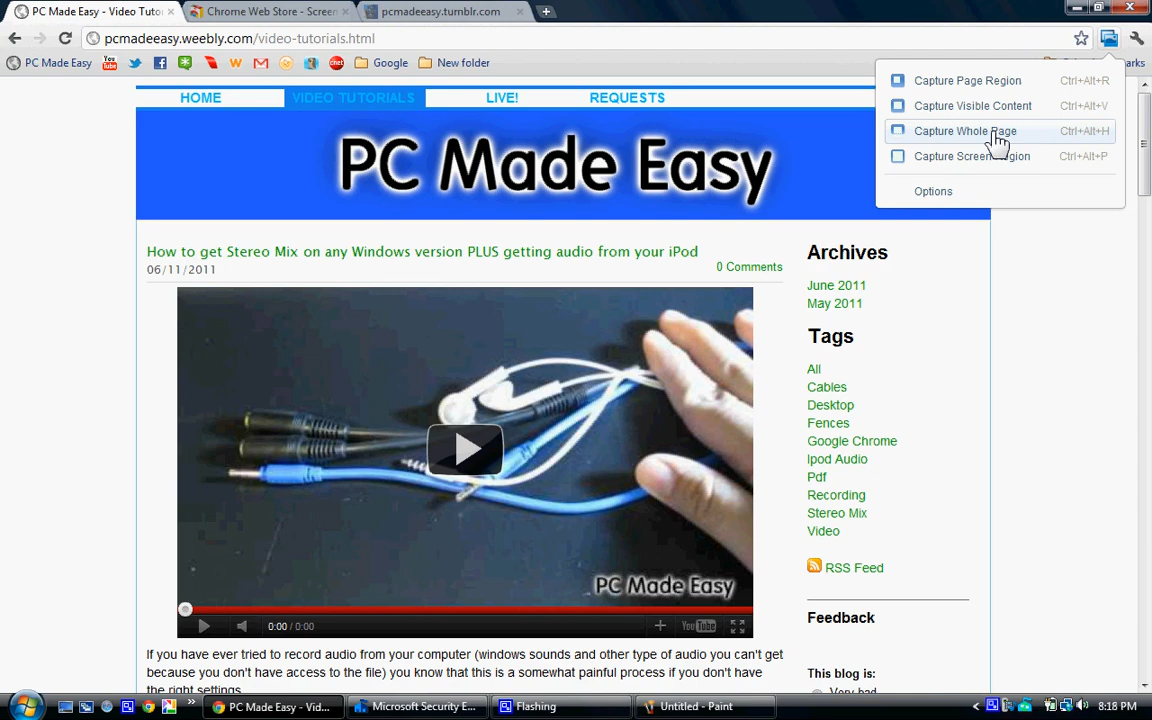 PC Made Easy - Video Tutor
Chrome Web Store - Screen
pcmadeeasy.tumblr.com
pcmadeeasy.weebly.com/video-tutorials.html
PC Made Easy
Google
New folder
Capture Page Region Ctrl+Alt+R
Capture Visible Content Ctrl+Alt+V
Capture Whole Page Ctrl+Alt+H
Capture Screen Region Ctrl+Alt+P
Options
HOME
VIDEO TUTORIALS
LIVE!
REQUESTS
PC Made Easy
How to get Stereo Mix on any Windows version PLUS getting audio from your iPod
06/11/2011
0 Comments
PC Made Easy
0:00 / 0:00
YouTube
If you have ever tried to record audio from your computer (windows sounds and other type of audio you can't get
because you don't have access to the file) you know that this is a somewhat painful process if you don't have
the right settings.
Archives
June 2011
May 2011
Tags
All
Cables
Desktop
Fences
Google Chrome
Ipod Audio
Pdf
Recording
Stereo Mix
Video
RSS Feed
Feedback
This blog is:
Very bad
PC Made Easy - Vid...
Microsoft Security E...
Flashing
Untitled - Paint
8:18 PM